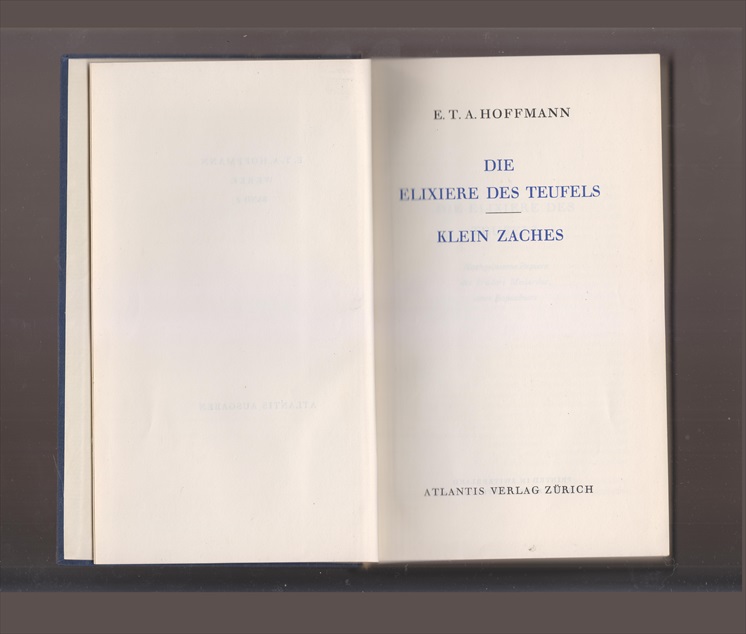 E. T. A. HOFFMANN
DIE
ELIXIERE DES TEUFELS
KLEIN ZACHES
ATLANTIS VERLAG ZÜRICH